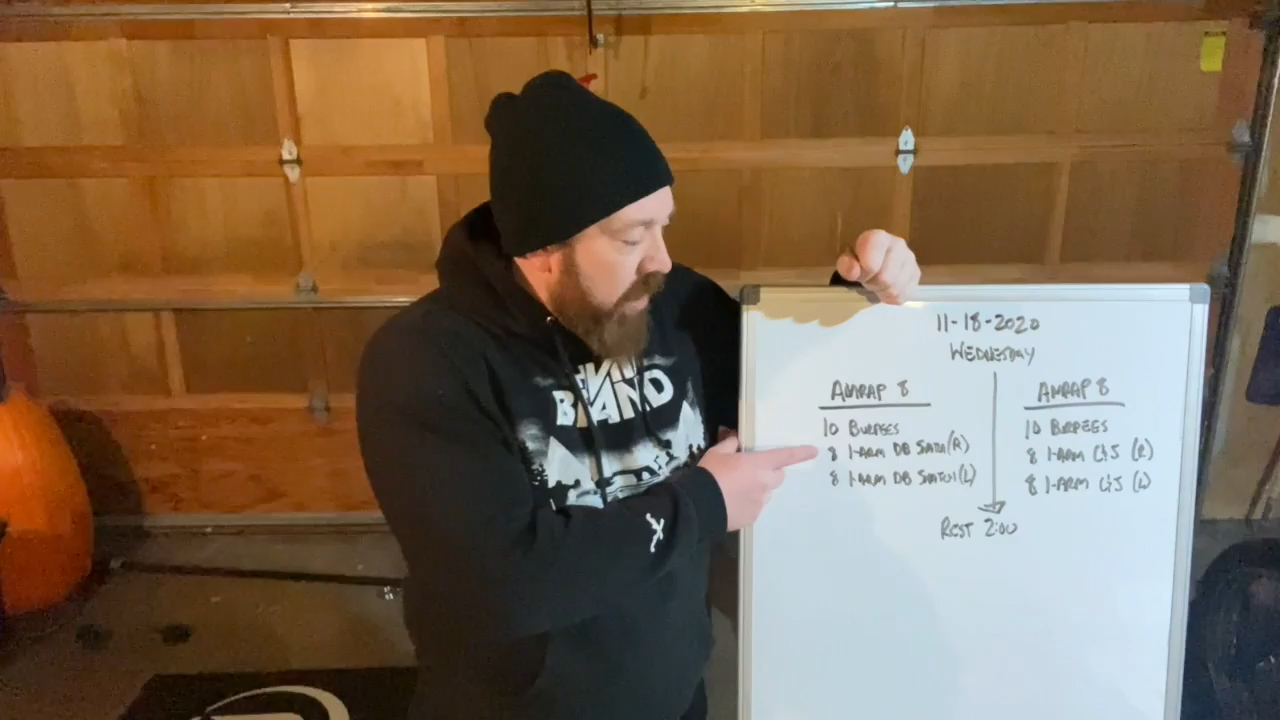 11-18-2020
WEDNESDAY
AMRAP 8
10 BURPEES
8 1-ARM DB SNATCH (R)
8 1-ARM DB SNATCH (L)
AMRAP 8
10 BURPEES
8 1-ARM C&J (R)
8 1-ARM C&J (L)
REST 2:00